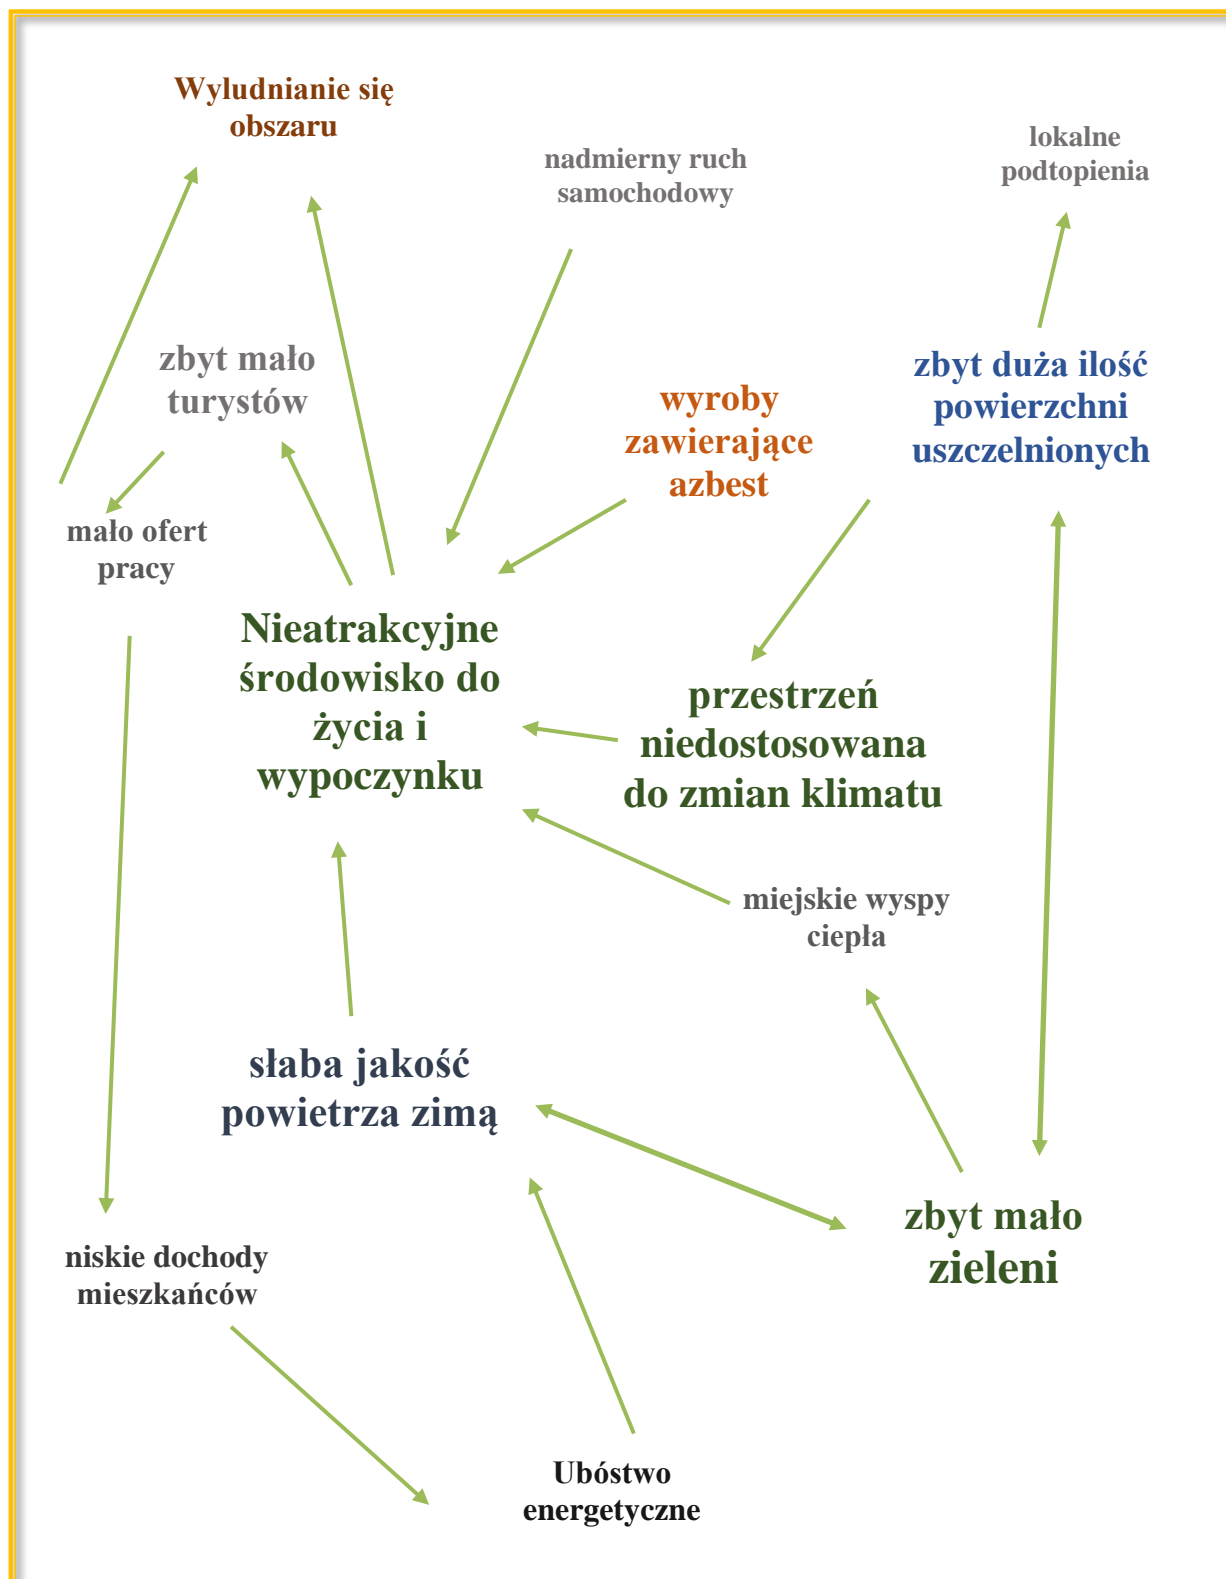 Wyludnianie się
obszaru
nadmierny ruch
samochodowy
lokalne
podtopienia
zbyt mało
turystów
wyroby
zawierające
azbest
zbyt duża ilość
powierzchni
uszczelnionych
mało ofert
pracy
Nieatrakcyjne
środowisko do
życia i
wypoczynku
przestrzeń
niedostosowana
do zmian klimatu
miejskie wyspy
ciepła
słaba jakość
powietrza zimą
zbyt mało
zieleni
niskie dochody
mieszkańców
Ubóstwo
energetyczne